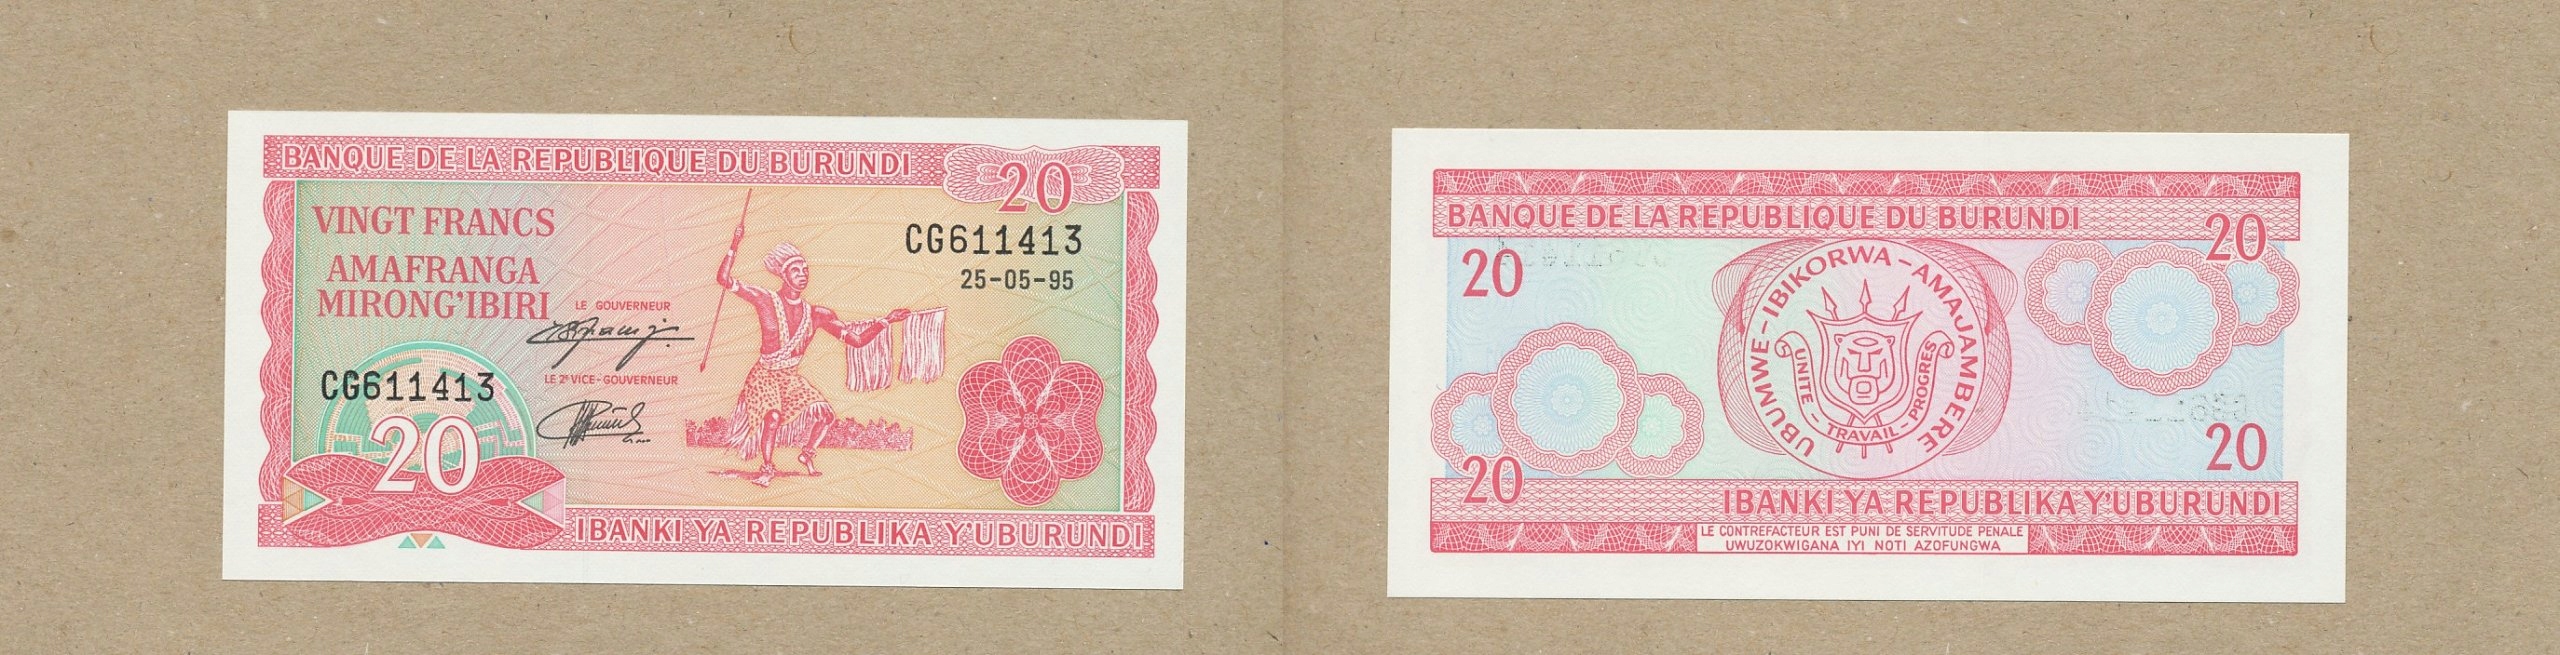 BANQUE DE LA REPUBLIQUE DU BURUNDI
20
VINGT FRANCS
AMAFRANGA
MIRONG'IBIRI
CG611413
25-05-95
LE GOUVERNEUR
LE 2e VICE-GOUVERNEUR
CG611413
20
IBANKI YA REPUBLIKA Y'UBURUNDI
BANQUE DE LA REPUBLIQUE DU BURUNDI
20
20
UBUMWE-IBIKORWA-AMAJAMBERE
UNITE - TRAVAIL - PROGRES
20
20
IBANKI YA REPUBLIKA Y'UBURUNDI
LE CONTREFACTEUR EST PUNI DE SERVITUDE PENALE
UWUZOKWIGANA IYI NOTI AZOFUNGWA